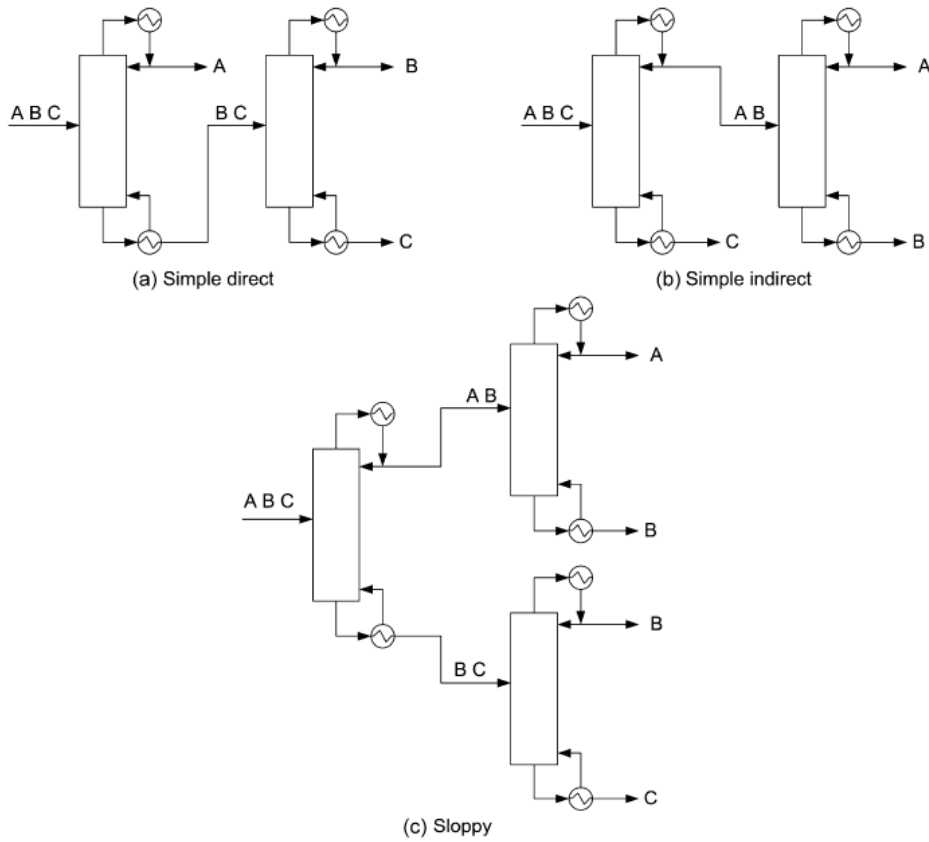 A
B
A B C
B C
C
(a) Simple direct
A
A B C
A B
C
B
(b) Simple indirect
A
A B
A B C
B
B
B C
C
(c) Sloppy